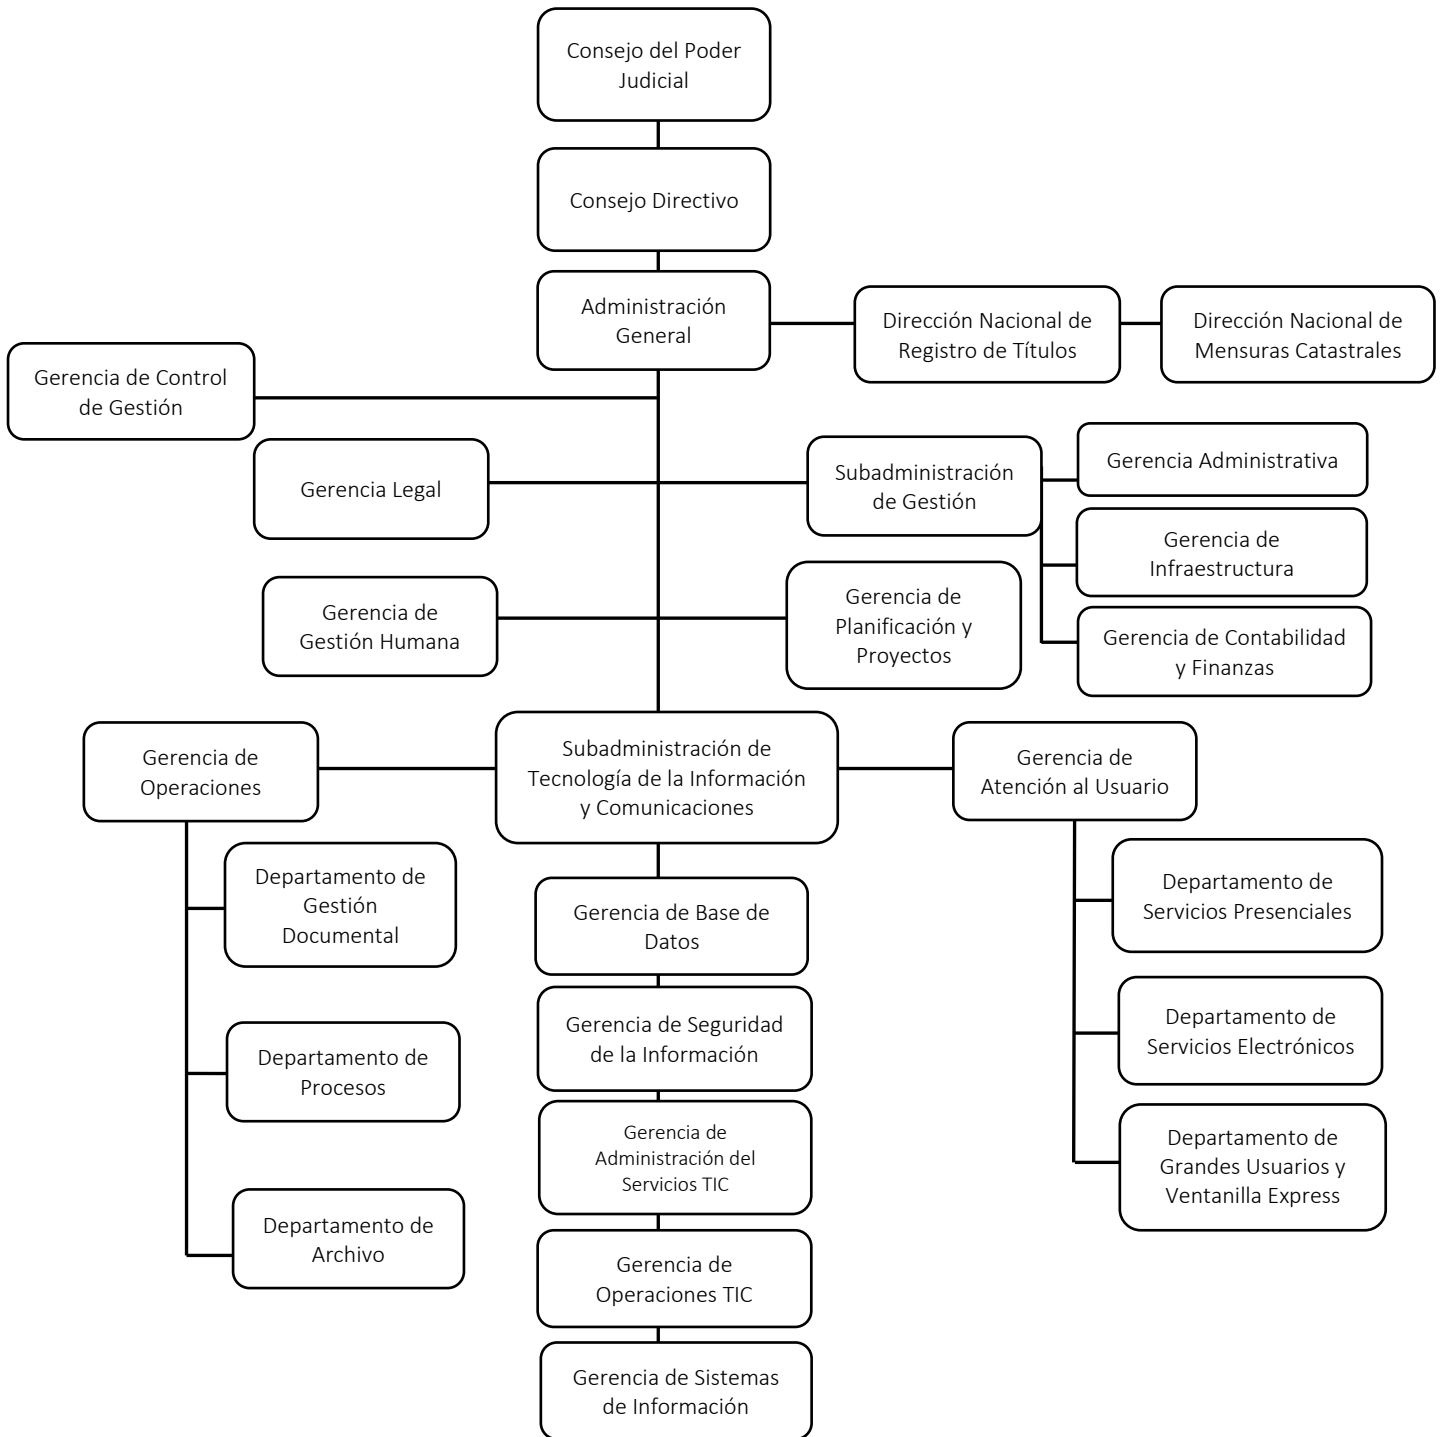 Consejo del Poder
Judicial
Consejo Directivo
Administración
General
Dirección Nacional de
Registro de Títulos
Dirección Nacional de
Mensuras Catastrales
Gerencia de Control
de Gestión
Gerencia Legal
Subadministración
de Gestión
Gerencia Administrativa
Gerencia de
Infraestructura
Gerencia de Contabilidad
y Finanzas
Gerencia de
Gestión Humana
Gerencia de
Planificación y
Proyectos
Gerencia de
Operaciones
Subadministración de
Tecnología de la Información
y Comunicaciones
Gerencia de
Atención al Usuario
Departamento de
Gestión
Documental
Departamento de
Procesos
Departamento de
Archivo
Gerencia de Base de
Datos
Gerencia de Seguridad
de la Información
Gerencia de
Administración del
Servicios TIC
Gerencia de
Operaciones TIC
Gerencia de Sistemas
de Información
Departamento de
Servicios Presenciales
Departamento de
Servicios Electrónicos
Departamento de
Grandes Usuarios y
Ventanilla Express